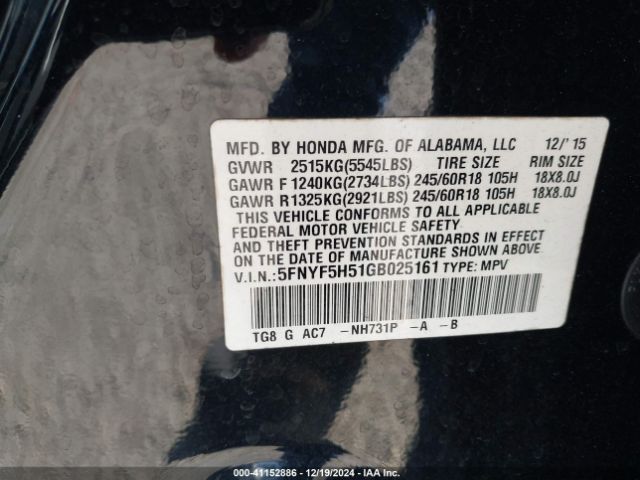 MFD. BY HONDA MFG. OF ALABAMA, LLC 12/'15
GVWR 2515KG(5545LBS) TIRE SIZE RIM SIZE
GAWR F 1240KG(2734LBS) 245/60R18 105H 18X8.0J
GAWR R1325KG(2921LBS) 245/60R18 105H 18X8.0J
THIS VEHICLE CONFORMS TO ALL APPLICABLE
FEDERAL MOTOR VEHICLE SAFETY
AND THEFT PREVENTION STANDARDS IN EFFECT
ON THE DATE OF MANUFACTURE SHOWN ABOVE.
V.I.N.: 5FNYF5H51GB025161 TYPE: MPV
TG8 G AC7 -NH731P -A -B
000-41152886 - 12/19/2024 - IAA Inc.